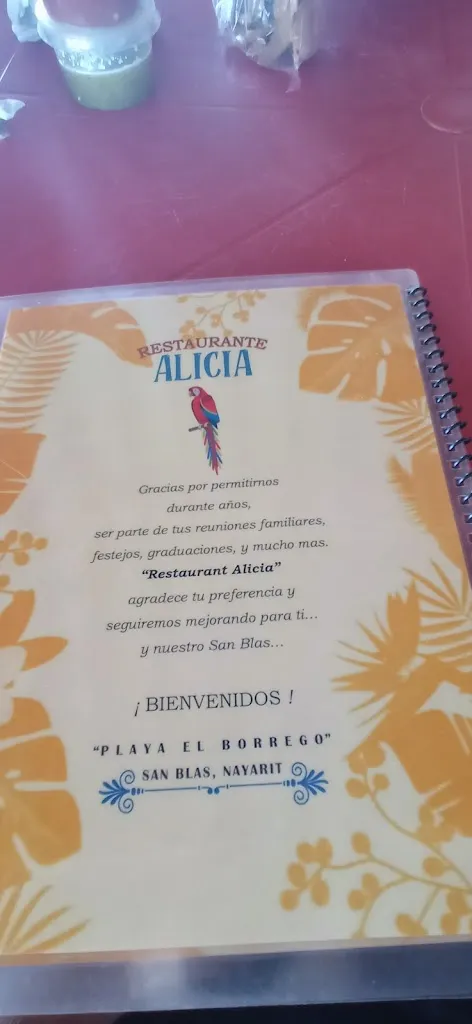 RESTAURANTE
ALICIA
Gracias por permitirnos
durante años,
ser parte de tus reuniones familiares,
festejos, graduaciones, y mucho mas.
“Restaurant Alicia”
agradece tu preferencia y
seguiremos mejorando para ti...
y nuestro San Blas...
¡ BIENVENIDOS !
“PLAYA EL BORREGO”
SAN BLAS, NAYARIT